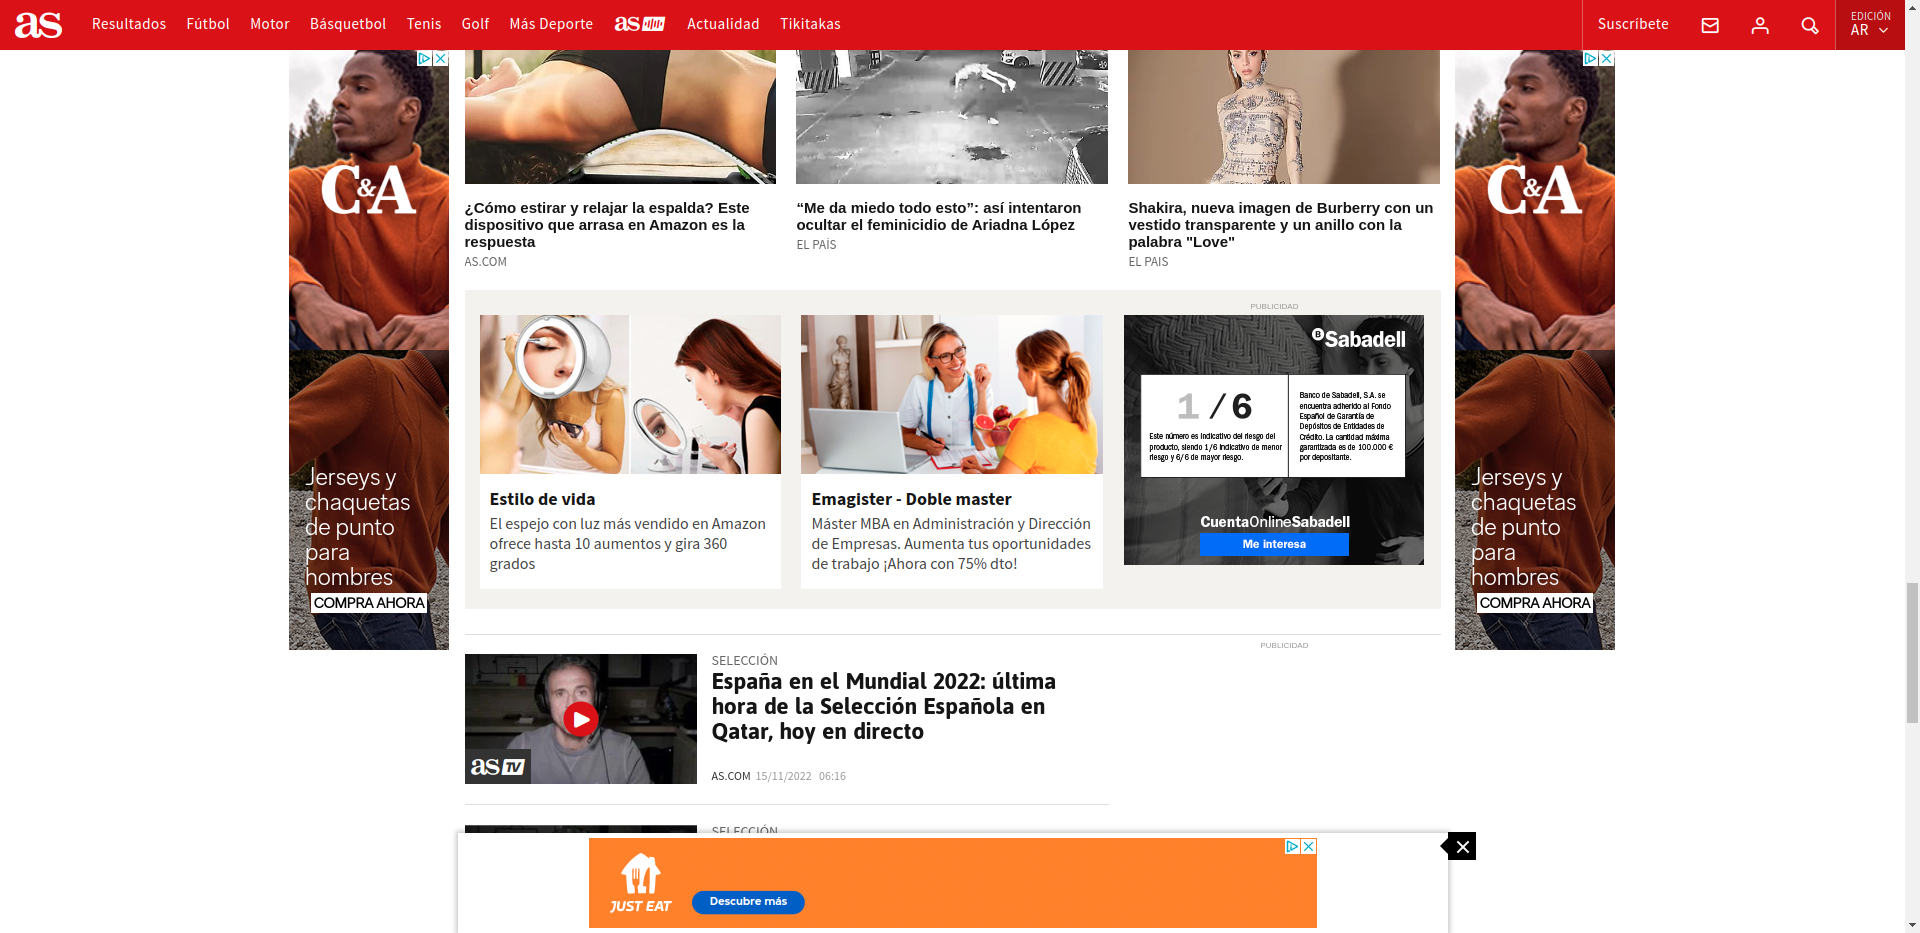 as Resultados Fútbol Motor Básquetbol Tenis Golf Más Deporte as Actualidad Tikitakas Suscríbete EDICIÓN AR
C&A
Jerseys y
chaquetas
de punto
para
hombres
COMPRA AHORA
¿Cómo estirar y relajar la espalda? Este
dispositivo que arrasa en Amazon es la
respuesta
AS.COM
“Me da miedo todo esto”: así intentaron
ocultar el feminicidio de Ariadna López
EL PAÍS
Shakira, nueva imagen de Burberry con un
vestido transparente y un anillo con la
palabra "Love"
EL PAIS
C&A
Jerseys y
chaquetas
de punto
para
hombres
COMPRA AHORA
Estilo de vida
El espejo con luz más vendido en Amazon
ofrece hasta 10 aumentos y gira 360
grados
Emagister - Doble master
Máster MBA en Administración y Dirección
de Empresas. Aumenta tus oportunidades
de trabajo ¡Ahora con 75% dto!
PUBLICIDAD
B Sabadell
1 / 6
Este número es indicativo del riesgo del
producto, siendo 1/6 indicativo de menor
riesgo y 6/6 de mayor riesgo.
Banco de Sabadell, S.A. se
encuentra adherido al Fondo
Español de Garantía de
Depósitos de Entidades de
Crédito. La cantidad máxima
garantizada es de 100.000 €
por depositante.
CuentaOnlineSabadell
Me interesa
PUBLICIDAD
SELECCIÓN
España en el Mundial 2022: última
hora de la Selección Española en
Qatar, hoy en directo
AS.COM 15/11/2022 06:16
as TV
SELECCIÓN
JUST EAT
Descubre más